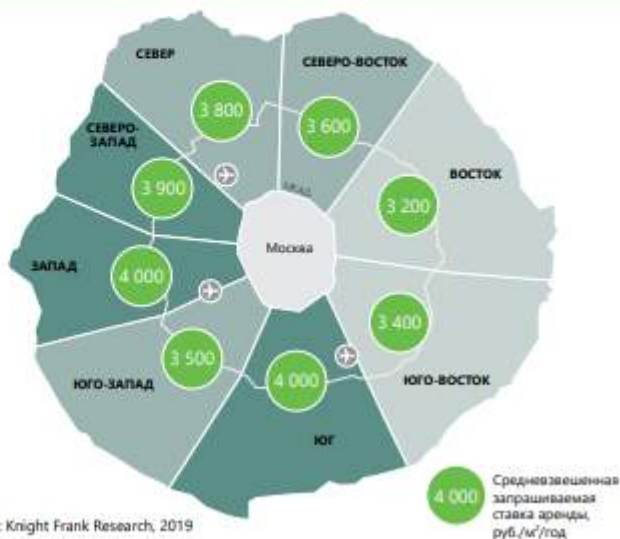 СЕВЕР
СЕВЕРО-ВОСТОК
3 800
3 600
СЕВЕРО-
ЗАПАД
3 900
ВОСТОК
МКАД
3 200
Москва
ЗАПАД
4 000
3 400
3 500
ЮГО-ЗАПАД
4 000
ЮГО-ВОСТОК
ЮГ
4 000
Средневзвешенная
запрашиваемая
ставка аренды,
руб./м²/год
: Knight Frank Research, 2019